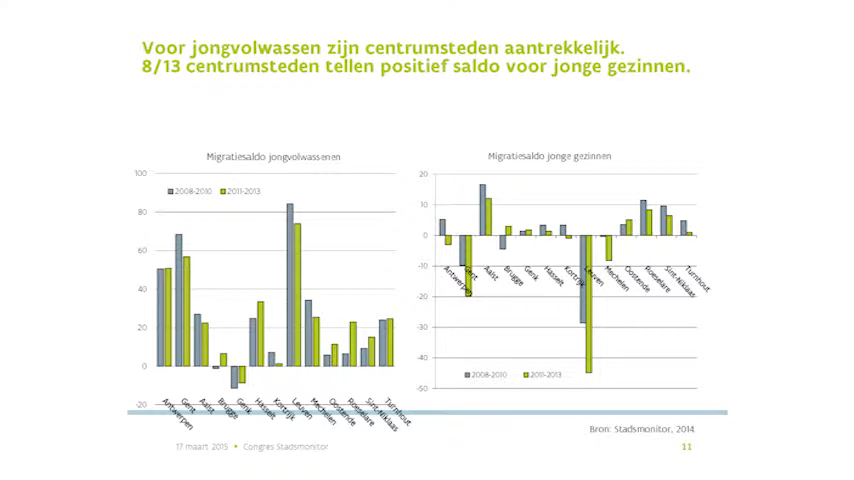 Voor jongvolwassen zijn centrumsteden aantrekkelijk.
8/13 centrumsteden tellen positief saldo voor jonge gezinnen.
Migratiesaldo jongvolwassenen
100
80
60
40
20
0
-20
2008-2010
2011-2013
Antwerpen
Gent
Aalst
Brugge
Genk
Hasselt
Kortrijk
Leuven
Mechelen
Oostende
Roeselare
Sint-Niklaas
Turnhout
Migratiesaldo jonge gezinnen
20
10
0
-10
-20
-30
-40
-50
Antwerpen
Gent
Aalst
Brugge
Genk
Hasselt
Kortrijk
Leuven
Mechelen
Oostende
Roeselare
Sint-Niklaas
Turnhout
2008-2010
2011-2013
Bron: Stadsmonitor, 2014
17 maart 2015 • Congres Stadsmonitor
11